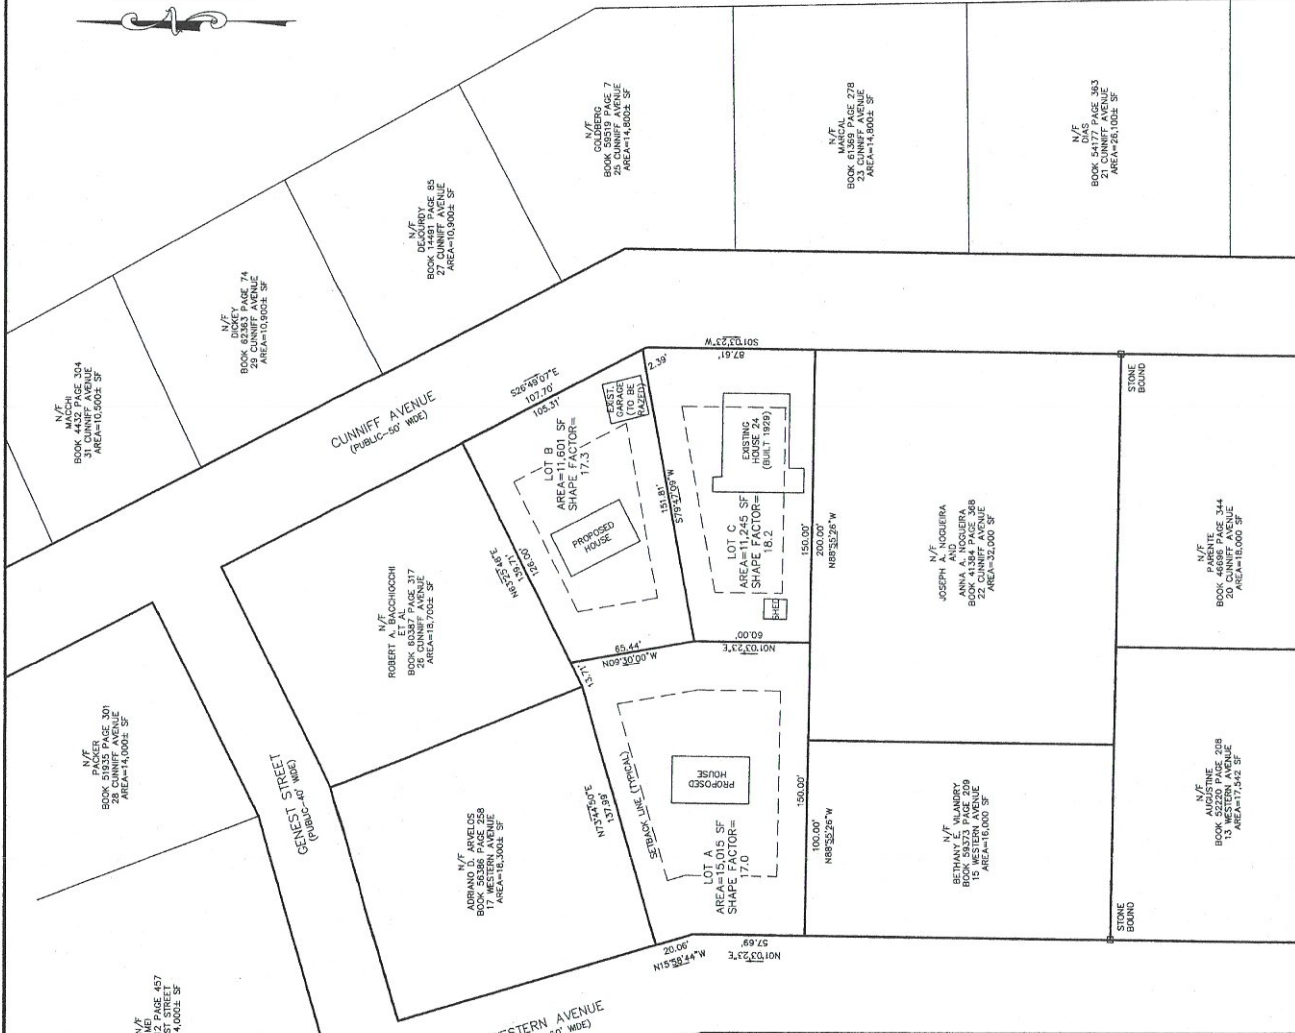 N/F
GOLDBERG
BOOK 59519 PAGE 7
25 CUNNIFF AVENUE
AREA=14,800± SF
N/F
MARCAL
BOOK 61369 PAGE 278
23 CUNNIFF AVENUE
AREA=14,800± SF
N/F
DIAS
BOOK 54177 PAGE 363
21 CUNNIFF AVENUE
AREA=26,100± SF
N/F
DEJOURDY
BOOK 14491 PAGE 85
27 CUNNIFF AVENUE
AREA=10,900± SF
N/F
DICKEY
BOOK 62363 PAGE 74
29 CUNNIFF AVENUE
AREA=10,900± SF
N/F
MACCHI
BOOK 4432 PAGE 304
31 CUNNIFF AVENUE
AREA=10,500± SF
CUNNIFF AVENUE
(PUBLIC-50' WIDE)
S26°49'07"E
107.70'
105.31'
2.39'
S01°03'23"W
87.61'
EXIST.
GARAGE
(TO BE
RAZED)
LOT B
AREA=11,601 SF
SHAPE FACTOR=
17.3
PROPOSED
HOUSE
N63°25'46"E
139.71'
126.00'
151.81'
S79°47'09"W
EXISTING
HOUSE 24
(BUILT 1929)
LOT C
AREA=11,245 SF
SHAPE FACTOR=
18.2
SHED
150.00'
200.00'
N88°55'26"W
STONE
BOUND
N/F
ROBERT A. BACCHIOCCHI
ET AL
BOOK 60387 PAGE 317
26 CUNNIFF AVENUE
AREA=18,700± SF
N/F
JOSEPH A. NOGUEIRA
AND
ANNA A. NOGUEIRA
BOOK 41384 PAGE 368
22 CUNNIFF AVENUE
AREA=32,000± SF
N/F
PARENTE
BOOK 46696 PAGE 344
20 CUNNIFF AVENUE
AREA=18,000± SF
65.44'
N09°30'00"W
60.00'
N01°03'23"E
13.71'
N/F
PACKER
BOOK 51935 PAGE 301
28 CUNNIFF AVENUE
AREA=14,000± SF
GENEST STREET
(PUBLIC-40' WIDE)
N/F
ADRIANO D. ARVELOS
BOOK 56386 PAGE 258
17 WESTERN AVENUE
AREA=18,300± SF
N73°44'50"E
137.99'
SETBACK LINE (TYPICAL)
PROPOSED
HOUSE
LOT A
AREA=15,015 SF
SHAPE FACTOR=
17.0
150.00'
100.00'
N88°55'26"W
N/F
BETHANY E. VILANDRY
BOOK 59373 PAGE 209
15 WESTERN AVENUE
AREA=16,000 SF
N/F
AUGUSTINE
BOOK 52220 PAGE 208
13 WESTERN AVENUE
AREA=17,542 SF
STONE
BOUND
20.06'
N15°58'44"W
57.69'
N01°03'23"E
N/F
MEI
2 PAGE 457
ST STREET
4,000± SF
STERN AVENUE
0' WIDE)